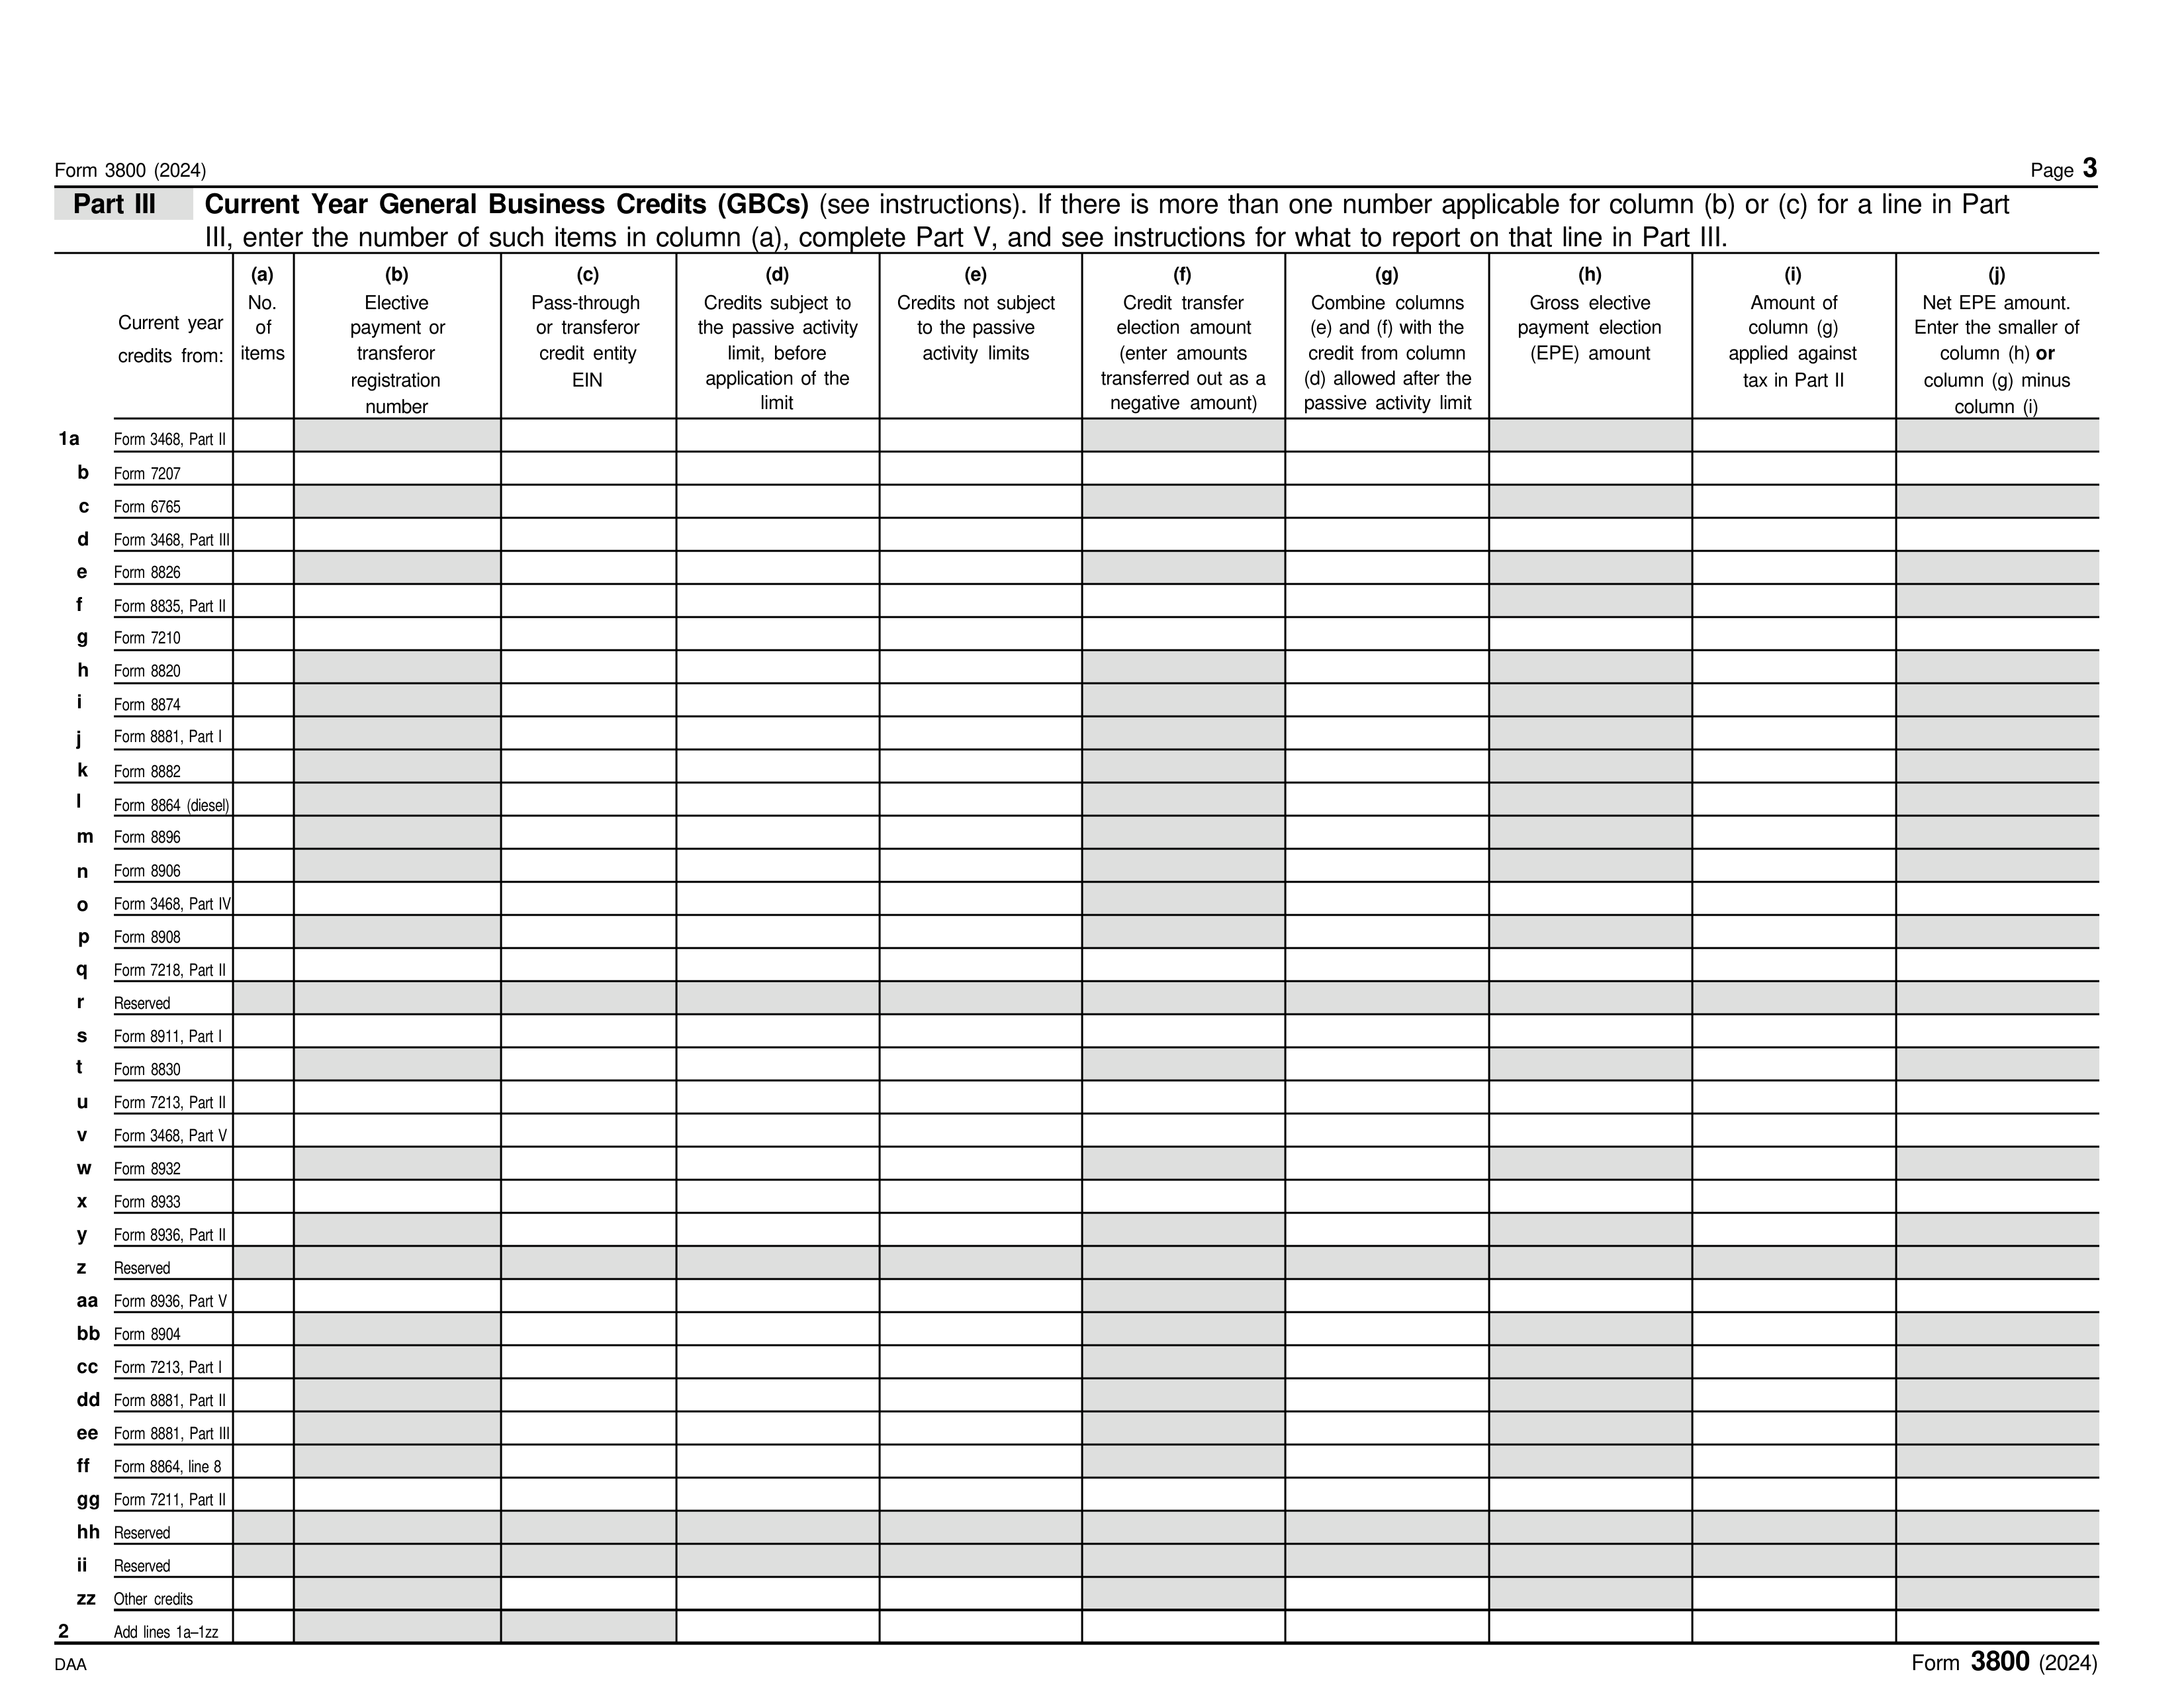 Form 3800 (2024) Page 3
Part III Current Year General Business Credits (GBCs) (see instructions). If there is more than one number applicable for column (b) or (c) for a line in Part
III, enter the number of such items in column (a), complete Part V, and see instructions for what to report on that line in Part III.
Current year
credits from:
(a)
No.
of
items
(b)
Elective
payment or
transferor
registration
number
(c)
Pass-through
or transferor
credit entity
EIN
(d)
Credits subject to
the passive activity
limit, before
application of the
limit
(e)
Credits not subject
to the passive
activity limits
(f)
Credit transfer
election amount
(enter amounts
transferred out as a
negative amount)
(g)
Combine columns
(e) and (f) with the
credit from column
(d) allowed after the
passive activity limit
(h)
Gross elective
payment election
(EPE) amount
(i)
Amount of
column (g)
applied against
tax in Part II
(j)
Net EPE amount.
Enter the smaller of
column (h) or
column (g) minus
column (i)
1a Form 3468, Part II
b Form 7207
c Form 6765
d Form 3468, Part III
e Form 8826
f Form 8835, Part II
g Form 7210
h Form 8820
i Form 8874
j Form 8881, Part I
k Form 8882
l Form 8864 (diesel)
m Form 8896
n Form 8906
o Form 3468, Part IV
p Form 8908
q Form 7218, Part II
r Reserved
s Form 8911, Part I
t Form 8830
u Form 7213, Part II
v Form 3468, Part V
w Form 8932
x Form 8933
y Form 8936, Part II
z Reserved
aa Form 8936, Part V
bb Form 8904
cc Form 7213, Part I
dd Form 8881, Part II
ee Form 8881, Part III
ff Form 8864, line 8
gg Form 7211, Part II
hh Reserved
ii Reserved
zz Other credits
2 Add lines 1a–1zz
DAA Form 3800 (2024)